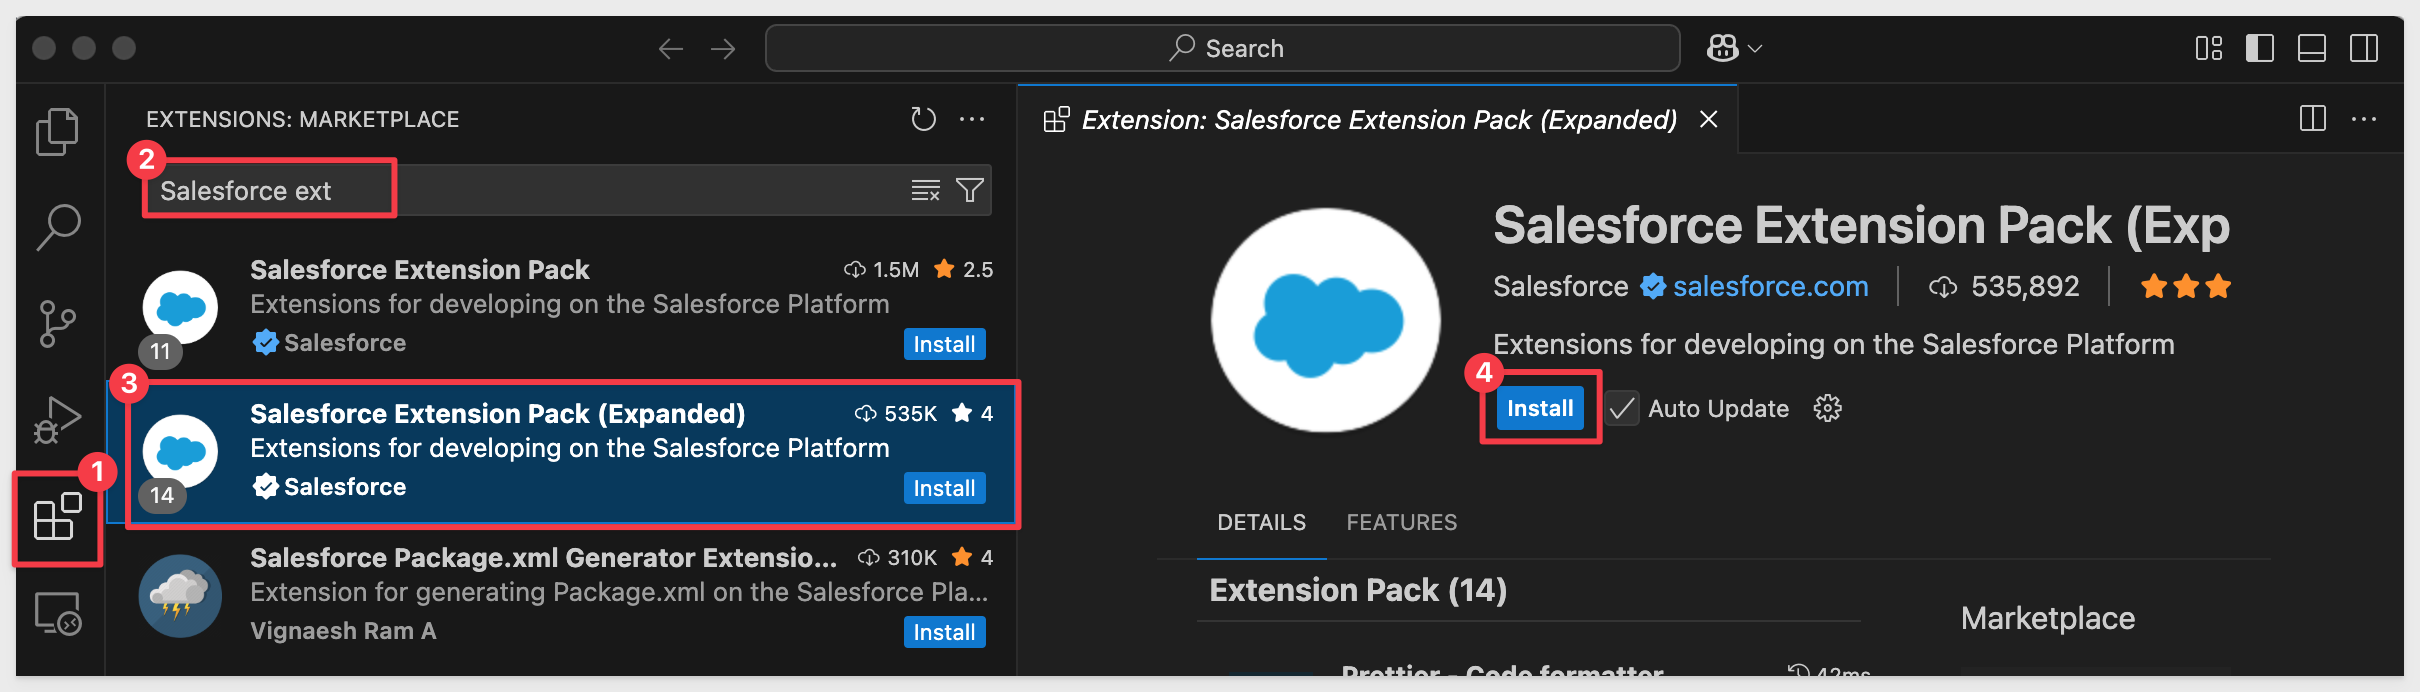 Search
EXTENSIONS: MARKETPLACE
Extension: Salesforce Extension Pack (Expanded)
2
Salesforce ext
Salesforce Extension Pack
1.5M
2.5
Extensions for developing on the Salesforce Platform
Salesforce
Install
11
3
Salesforce Extension Pack (Expanded)
535K
4
Extensions for developing on the Salesforce Platform
Salesforce
Install
14
1
Salesforce Package.xml Generator Extensio...
310K
4
Extension for generating Package.xml on the Salesforce Pla...
Vignaesh Ram A
Install
Salesforce Extension Pack (Exp
Salesforce
salesforce.com
535,892
Extensions for developing on the Salesforce Platform
4
Install
Auto Update
DETAILS
FEATURES
Extension Pack (14)
Marketplace
Prettier - Code formatter
42ms